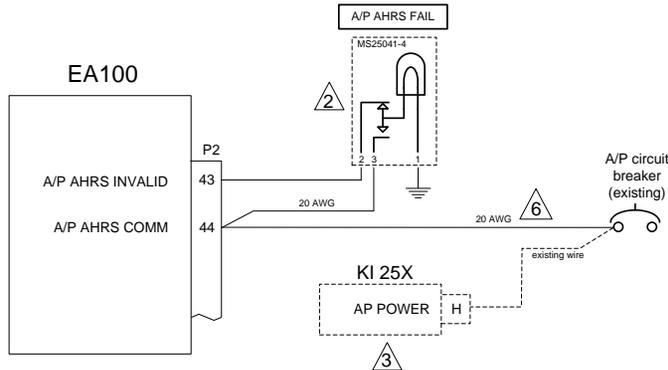 A/P AHRS FAIL
MS25041-4
EA100
2
P2
2 3 1
A/P AHRS INVALID
43
A/P circuit
breaker
(existing)
20 AWG
6
A/P AHRS COMM
44
20 AWG
existing wire
KI 25X
AP POWER
H
3